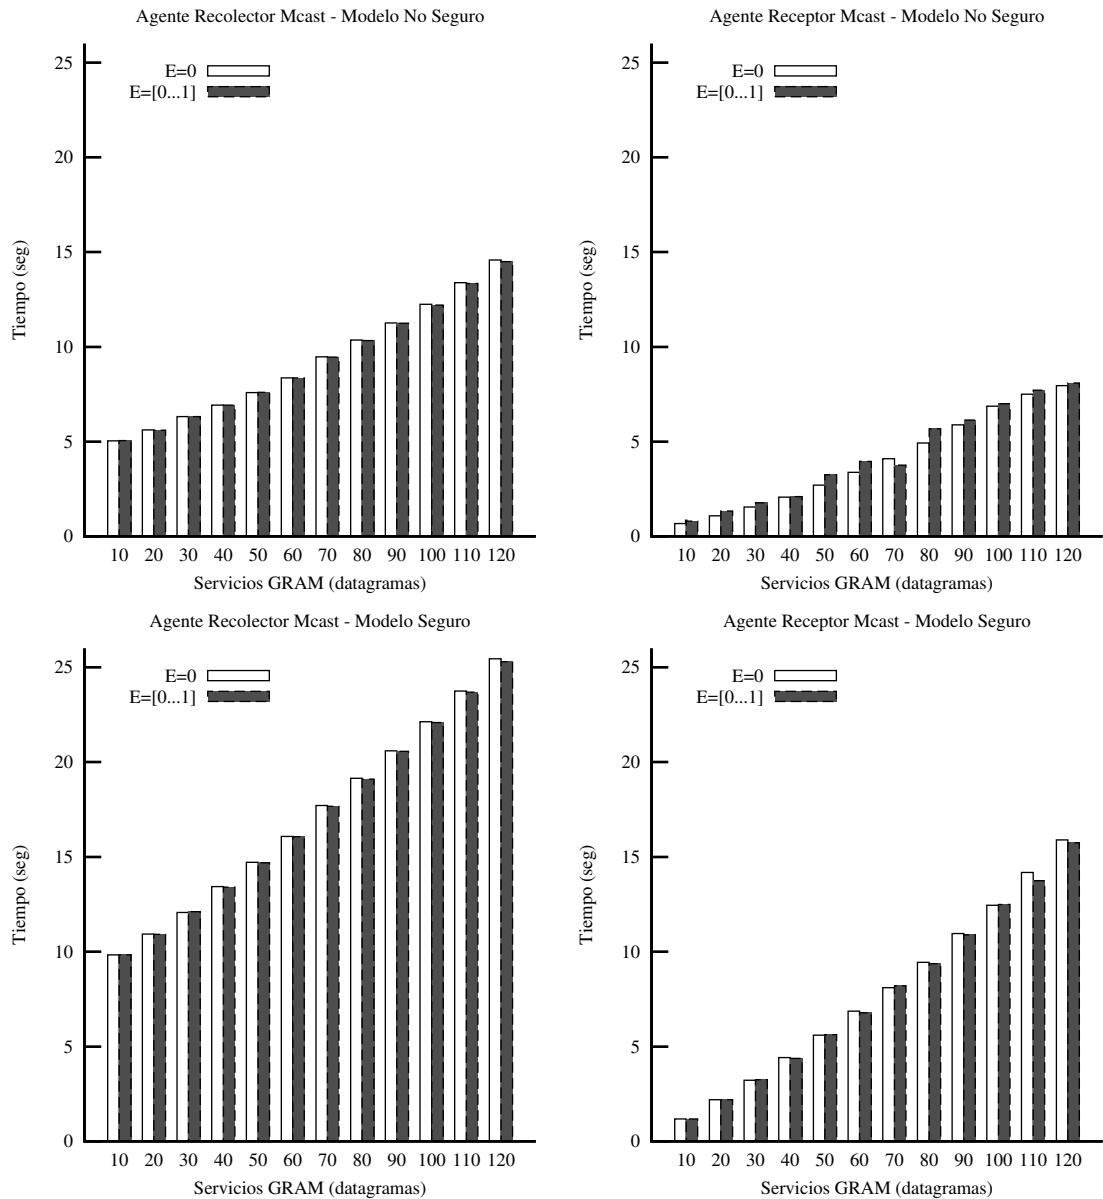 Agente Recolector Mcast - Modelo No Seguro
25
20
15
10
5
0
Tiempo (seg)
E=0
E=[0...1]
10 20 30 40 50 60 70 80 90 100 110 120
Servicios GRAM (datagramas)
Agente Receptor Mcast - Modelo No Seguro
25
20
15
10
5
0
Tiempo (seg)
E=0
E=[0...1]
10 20 30 40 50 60 70 80 90 100 110 120
Servicios GRAM (datagramas)
Agente Recolector Mcast - Modelo Seguro
25
20
15
10
5
0
Tiempo (seg)
E=0
E=[0...1]
10 20 30 40 50 60 70 80 90 100 110 120
Servicios GRAM (datagramas)
Agente Receptor Mcast - Modelo Seguro
25
20
15
10
5
0
Tiempo (seg)
E=0
E=[0...1]
10 20 30 40 50 60 70 80 90 100 110 120
Servicios GRAM (datagramas)